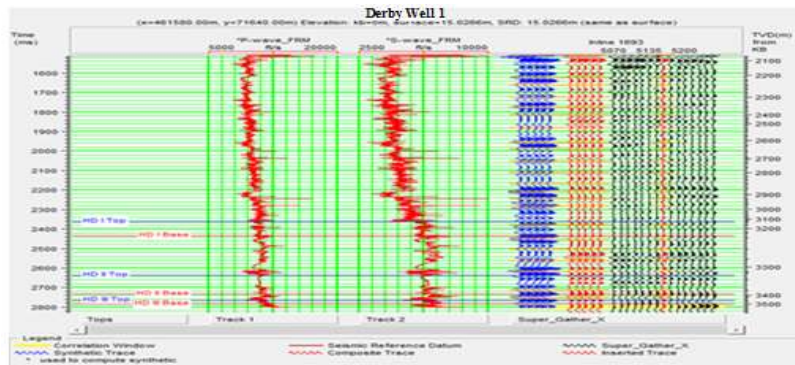 Derby Well 1
(x=461580.00m, y=71640.00m) Elevation: kb=0m, surface=15.0266m, SRD: 15.0266m (same as surface)
Time
(ms)
*P-wave_FRM
5000 ft/s 20000
*S-wave_FRM
2500 ft/s 10000
Inline 1693
5070 5135 5200
TVD(m)
from
KB
1600
1700
1800
1900
2000
2100
2200
2300
2400
2500
2600
2700
2800
2100
2200
2300
2400
2500
2600
2700
2800
2900
3000
3100
3200
3300
3400
3500
HD I Top
HD I Base
HD II Top
HD II Base
HD III Top
HD III Base
Tops
Track 1
Track 2
Super_Gather_X
Legend
Correlation Window
Seismic Reference Datum
Super_Gather_X
Synthetic Trace
Composite Trace
Inserted Trace
* used to compute synthetic